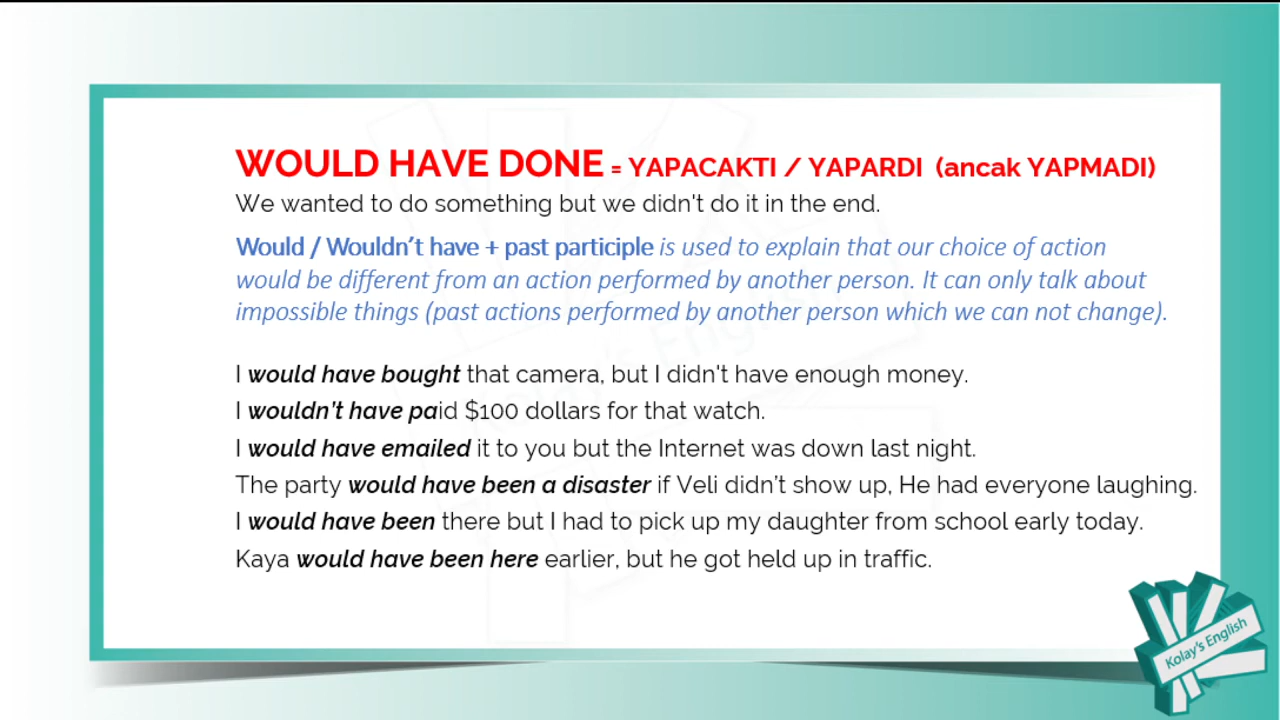 WOULD HAVE DONE = YAPACAKTI / YAPARDI (ancak YAPMADI)
We wanted to do something but we didn't do it in the end.
Would / Wouldn’t have + past participle is used to explain that our choice of action
would be different from an action performed by another person. It can only talk about
impossible things (past actions performed by another person which we can not change).
I would have bought that camera, but I didn't have enough money.
I wouldn’t have paid $100 dollars for that watch.
I would have emailed it to you but the Internet was down last night.
The party would have been a disaster if Veli didn’t show up, He had everyone laughing.
I would have been there but I had to pick up my daughter from school early today.
Kaya would have been here earlier, but he got held up in traffic.
Kolay's English